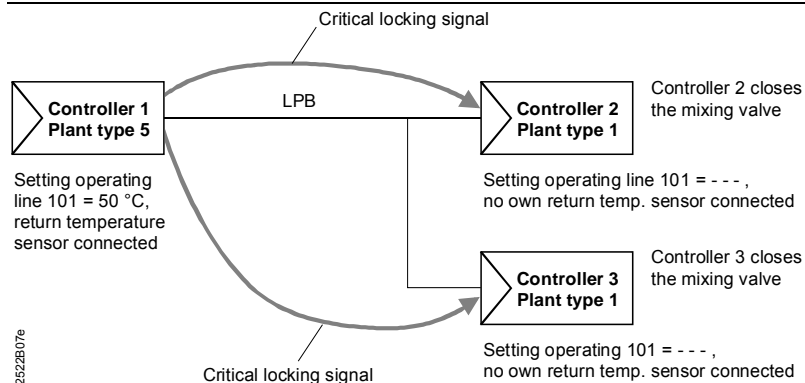 Critical locking signal
Controller 1
Plant type 5
LPB
Controller 2
Plant type 1
Controller 2 closes
the mixing valve
Setting operating
line 101 = 50 °C,
return temperature
sensor connected
Setting operating line 101 = - - - ,
no own return temp. sensor connected
Controller 3
Plant type 1
Controller 3 closes
the mixing valve
Setting operating 101 = - - - ,
no own return temp. sensor connected
Critical locking signal
2522B07e